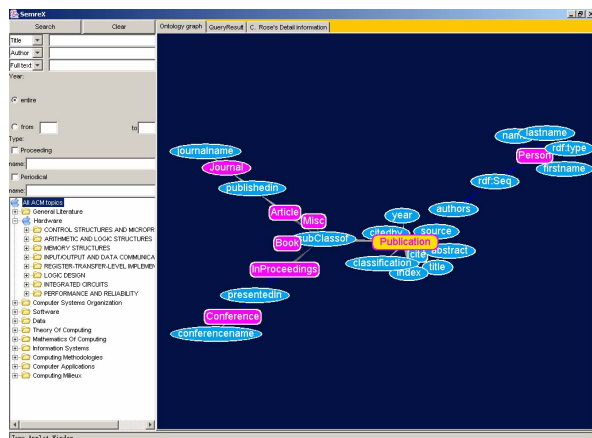 SemreX
Search Clear
Ontology graph QueryResult C. Rose's Detail information
Title
Author
Full text
Year:
entire
from to
Type:
Proceeding
name:
Periodical
name:
All ACM topics
General Literature
Hardware
CONTROL STRUCTURES AND MICROPR
ARITHMETIC AND LOGIC STRUCTURES
MEMORY STRUCTURES
INPUT/OUTPUT AND DATA COMMUNICA
REGISTER-TRANSFER-LEVEL IMPLEMEN
LOGIC DESIGN
INTEGRATED CIRCUITS
PERFORMANCE AND RELIABILITY
Computer Systems Organization
Software
Data
Theory Of Computing
Mathematics Of Computing
Information Systems
Computing Methodologies
Computer Applications
Computing Milieux
journalname
Journal
publishedin
Article
Misc
Book
InProceedings
presentedin
Conference
conferencename
lastname
rdf:type
Person
firstname
rdf:Seq
authors
year
source
citedby
Publication
abstract
classification
title
index
Java Applet Window